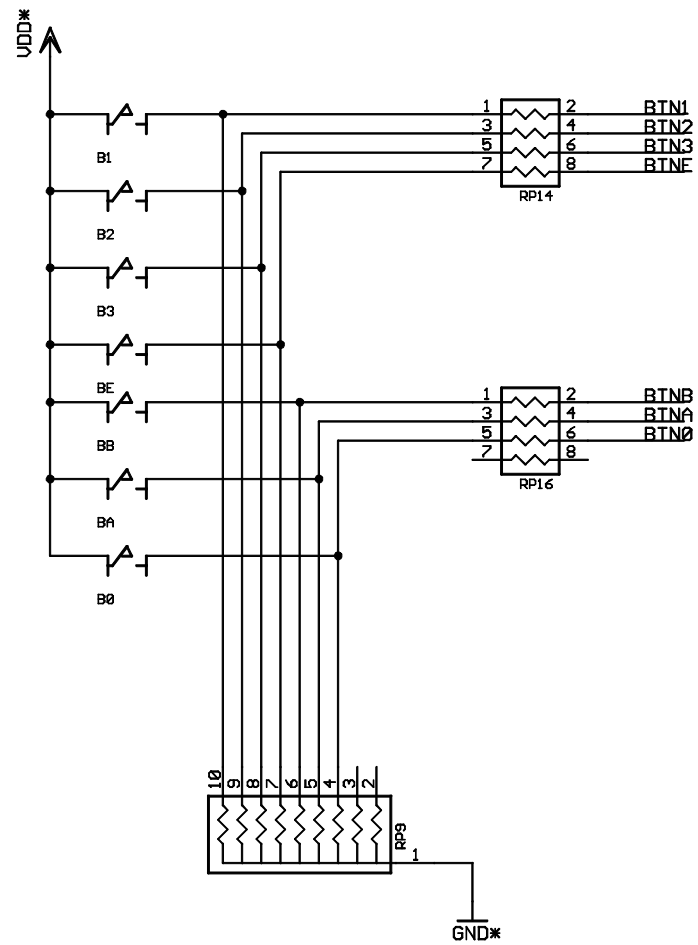 VDD*
1 2 BTN1
3 4 BTN2
5 6 BTN3
7 8 BTNE
RP14
B1
B2
B3
BE
1 2 BTNB
3 4 BTNA
5 6 BTN0
7 8
RP16
BB
BA
B0
10 9 8 7 6 5 4 3 2
RP9
1
GND*